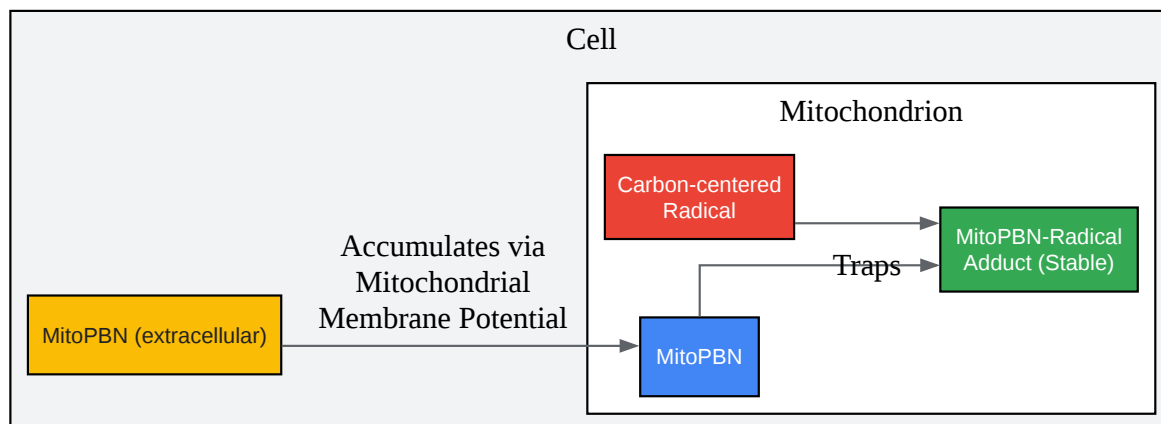 Cell
Mitochondrion
Carbon-centered
Radical
MitoPBN-Radical
Adduct (Stable)
Traps
Accumulates via
Mitochondrial
Membrane Potential
MitoPBN (extracellular)
MitoPBN